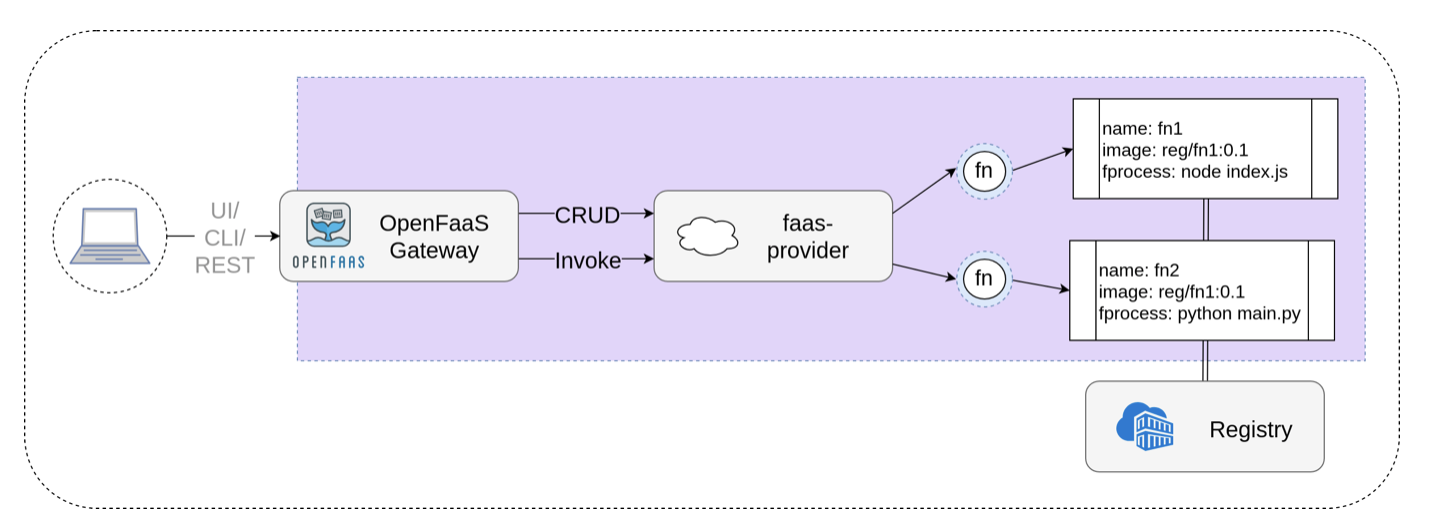 UI/
CLI/
REST
OPENFAAS
OpenFaaS
Gateway
CRUD
Invoke
faas-
provider
fn
fn
name: fn1
image: reg/fn1:0.1
fprocess: node index.js
name: fn2
image: reg/fn1:0.1
fprocess: python main.py
Registry